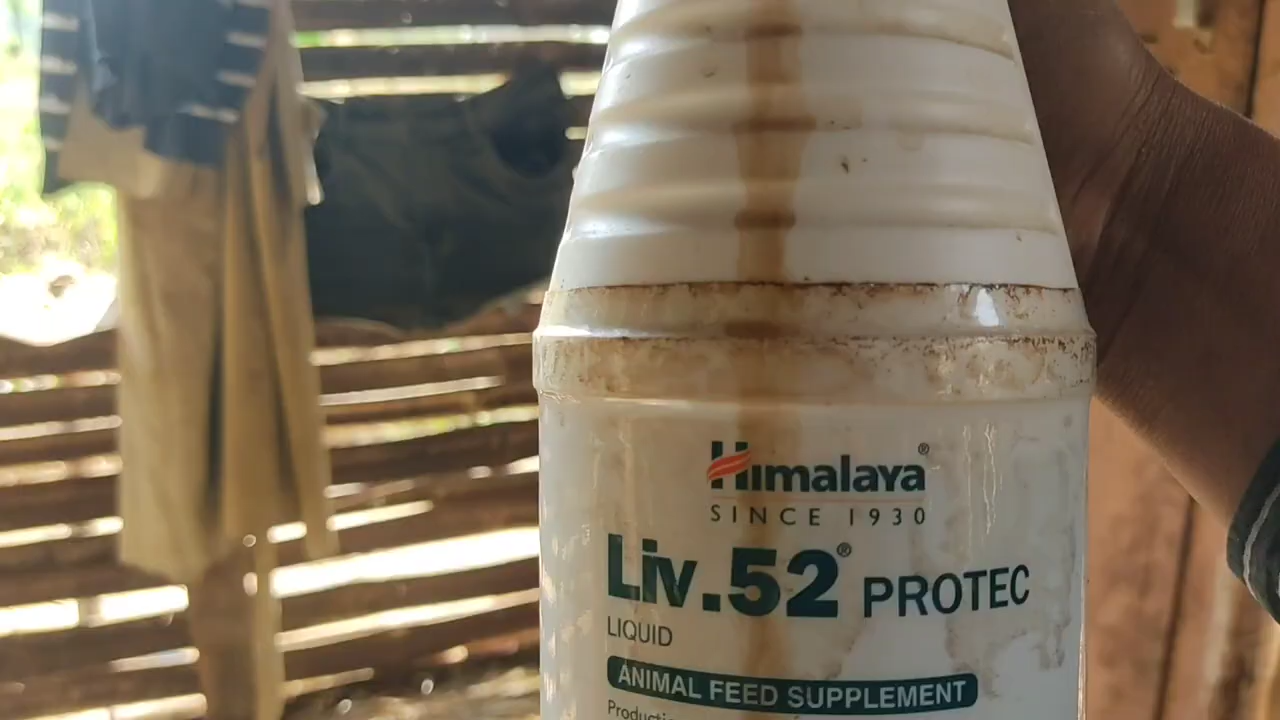 Himalaya®
SINCE 1930
Liv.52® PROTEC
LIQUID
ANIMAL FEED SUPPLEMENT